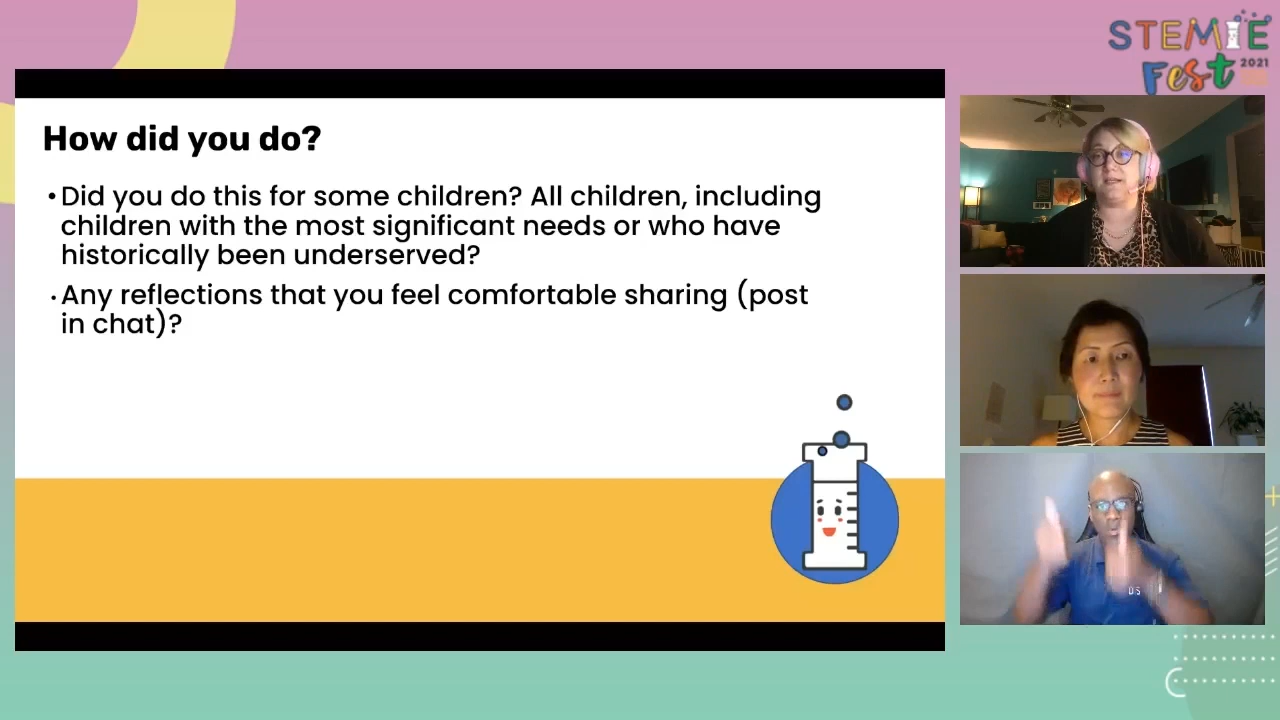 STEMIE
Fest 2021
How did you do?
• Did you do this for some children? All children, including
children with the most significant needs or who have
historically been underserved?
• Any reflections that you feel comfortable sharing (post
in chat)?